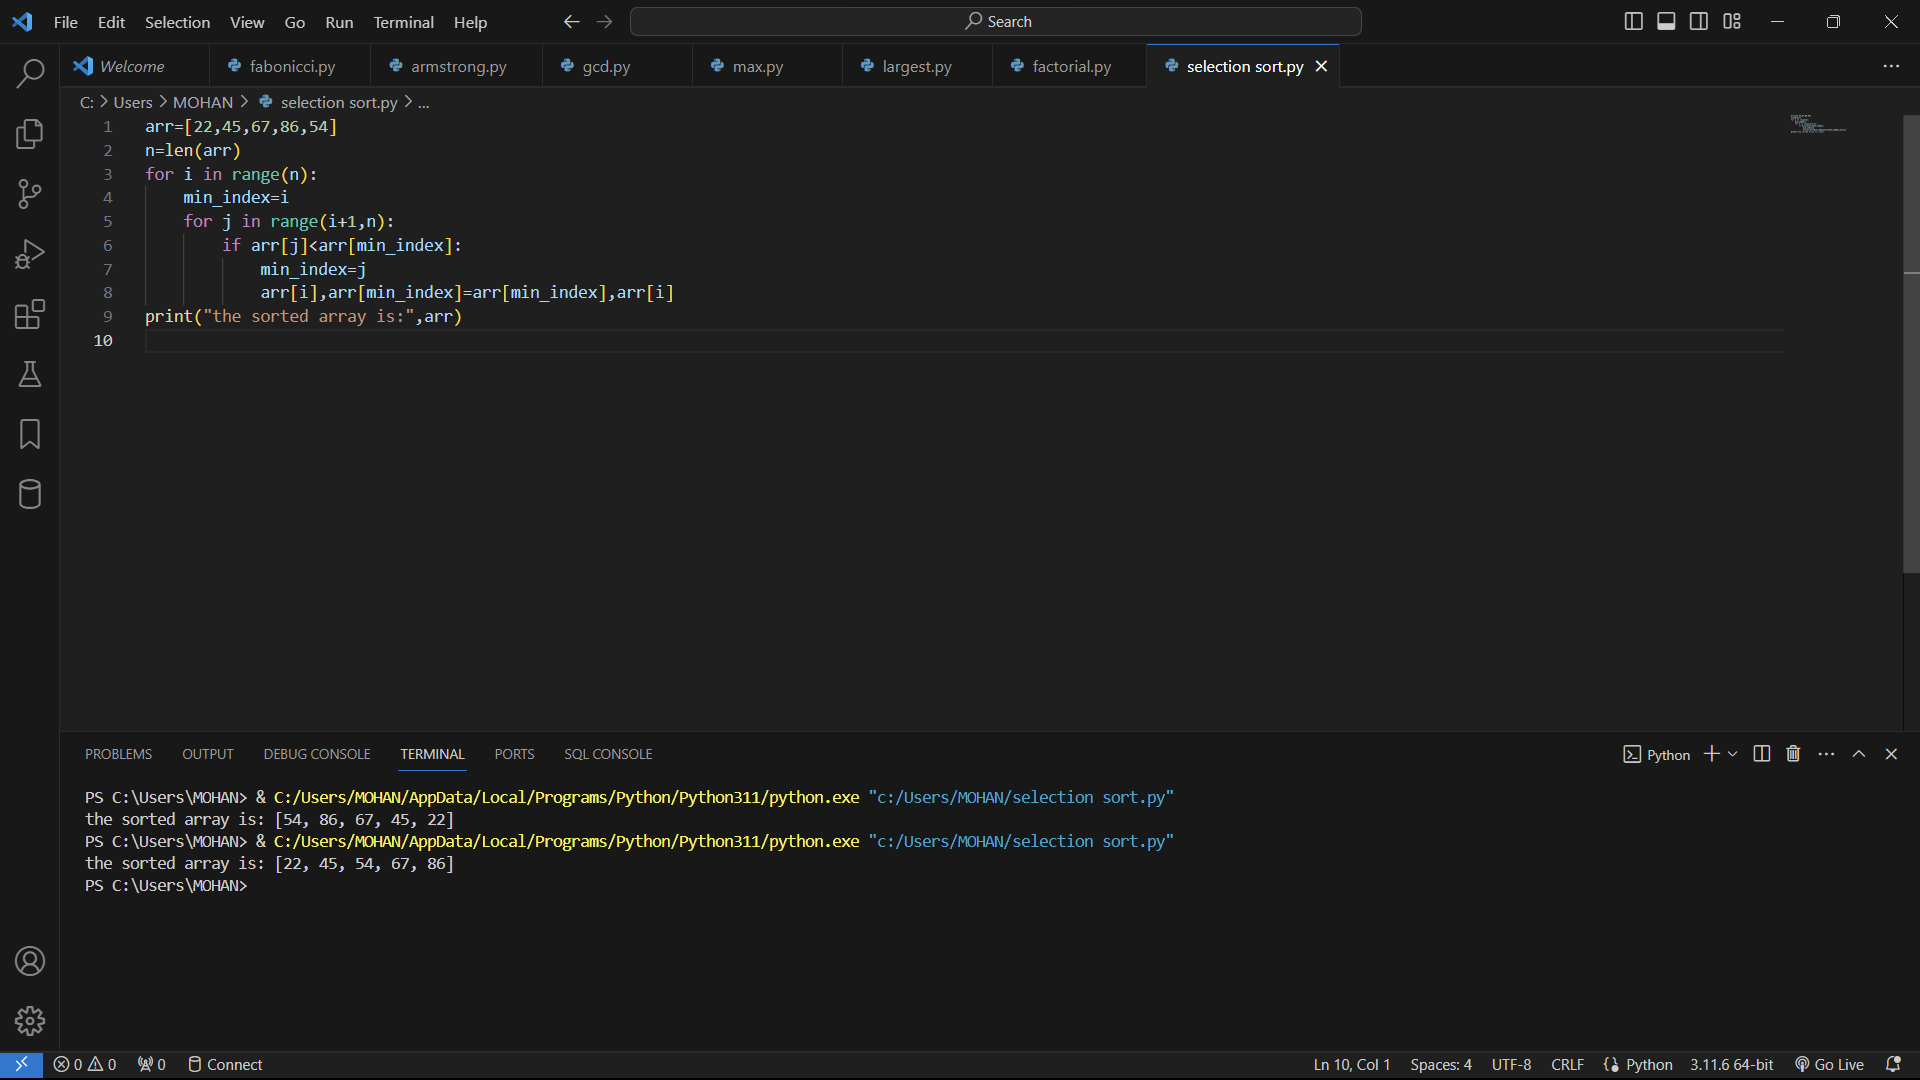 File Edit Selection View Go Run Terminal Help Search
Welcome fabonicci.py armstrong.py gcd.py max.py largest.py factorial.py selection sort.py
C: > Users > MOHAN > selection sort.py > ...
1 arr=[22,45,67,86,54]
2 n=len(arr)
3 for i in range(n):
4 min_index=i
5 for j in range(i+1,n):
6 if arr[j]<arr[min_index]:
7 min_index=j
8 arr[i],arr[min_index]=arr[min_index],arr[i]
9 print("the sorted array is:",arr)
10
PROBLEMS OUTPUT DEBUG CONSOLE TERMINAL PORTS SQL CONSOLE Python
PS C:\Users\MOHAN> & C:/Users/MOHAN/AppData/Local/Programs/Python/Python311/python.exe "c:/Users/MOHAN/selection sort.py"
the sorted array is: [54, 86, 67, 45, 22]
PS C:\Users\MOHAN> & C:/Users/MOHAN/AppData/Local/Programs/Python/Python311/python.exe "c:/Users/MOHAN/selection sort.py"
the sorted array is: [22, 45, 54, 67, 86]
PS C:\Users\MOHAN>
0 0 0 Connect Ln 10, Col 1 Spaces: 4 UTF-8 CRLF Python 3.11.6 64-bit Go Live